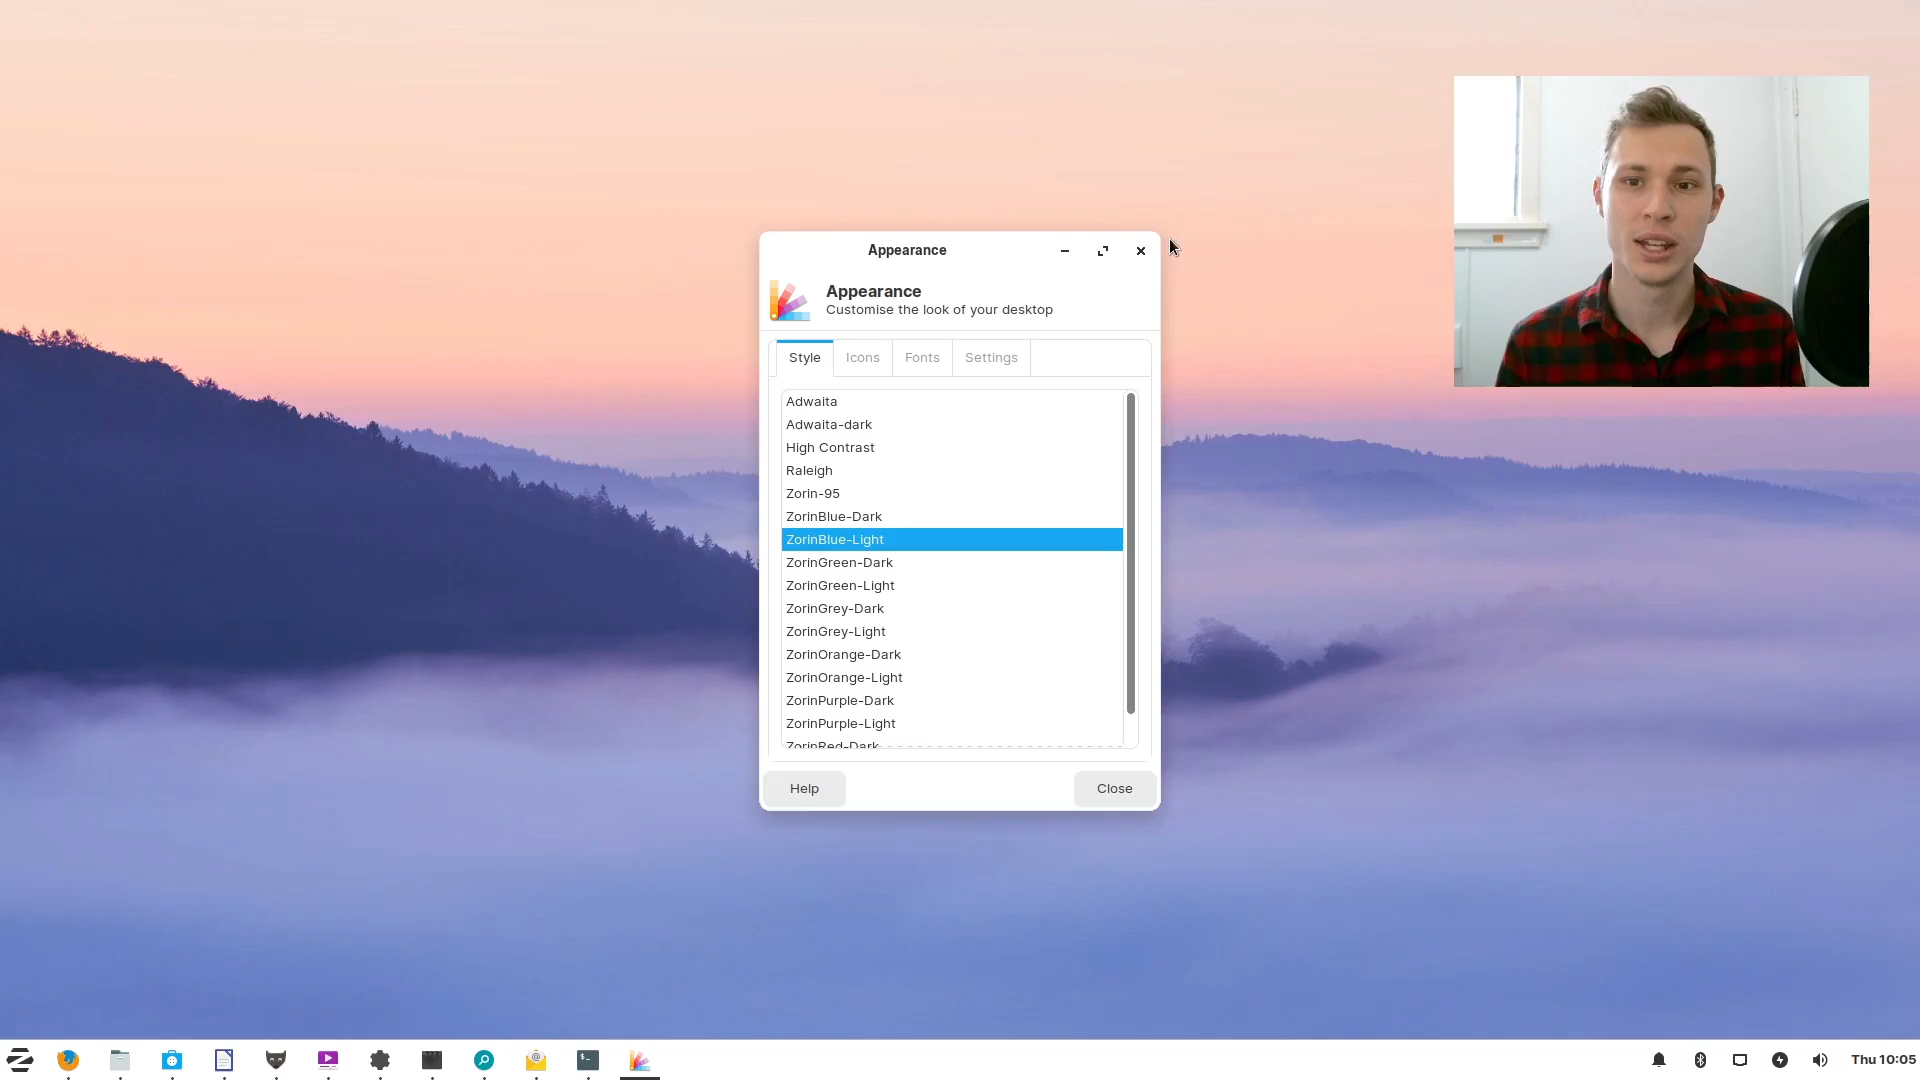 Appearance
Appearance
Customise the look of your desktop
Style Icons Fonts Settings
Adwaita
Adwaita-dark
High Contrast
Raleigh
Zorin-95
ZorinBlue-Dark
ZorinBlue-Light
ZorinGreen-Dark
ZorinGreen-Light
ZorinGrey-Dark
ZorinGrey-Light
ZorinOrange-Dark
ZorinOrange-Light
ZorinPurple-Dark
ZorinPurple-Light
ZorinRed-Dark
Help Close
Thu 10:05